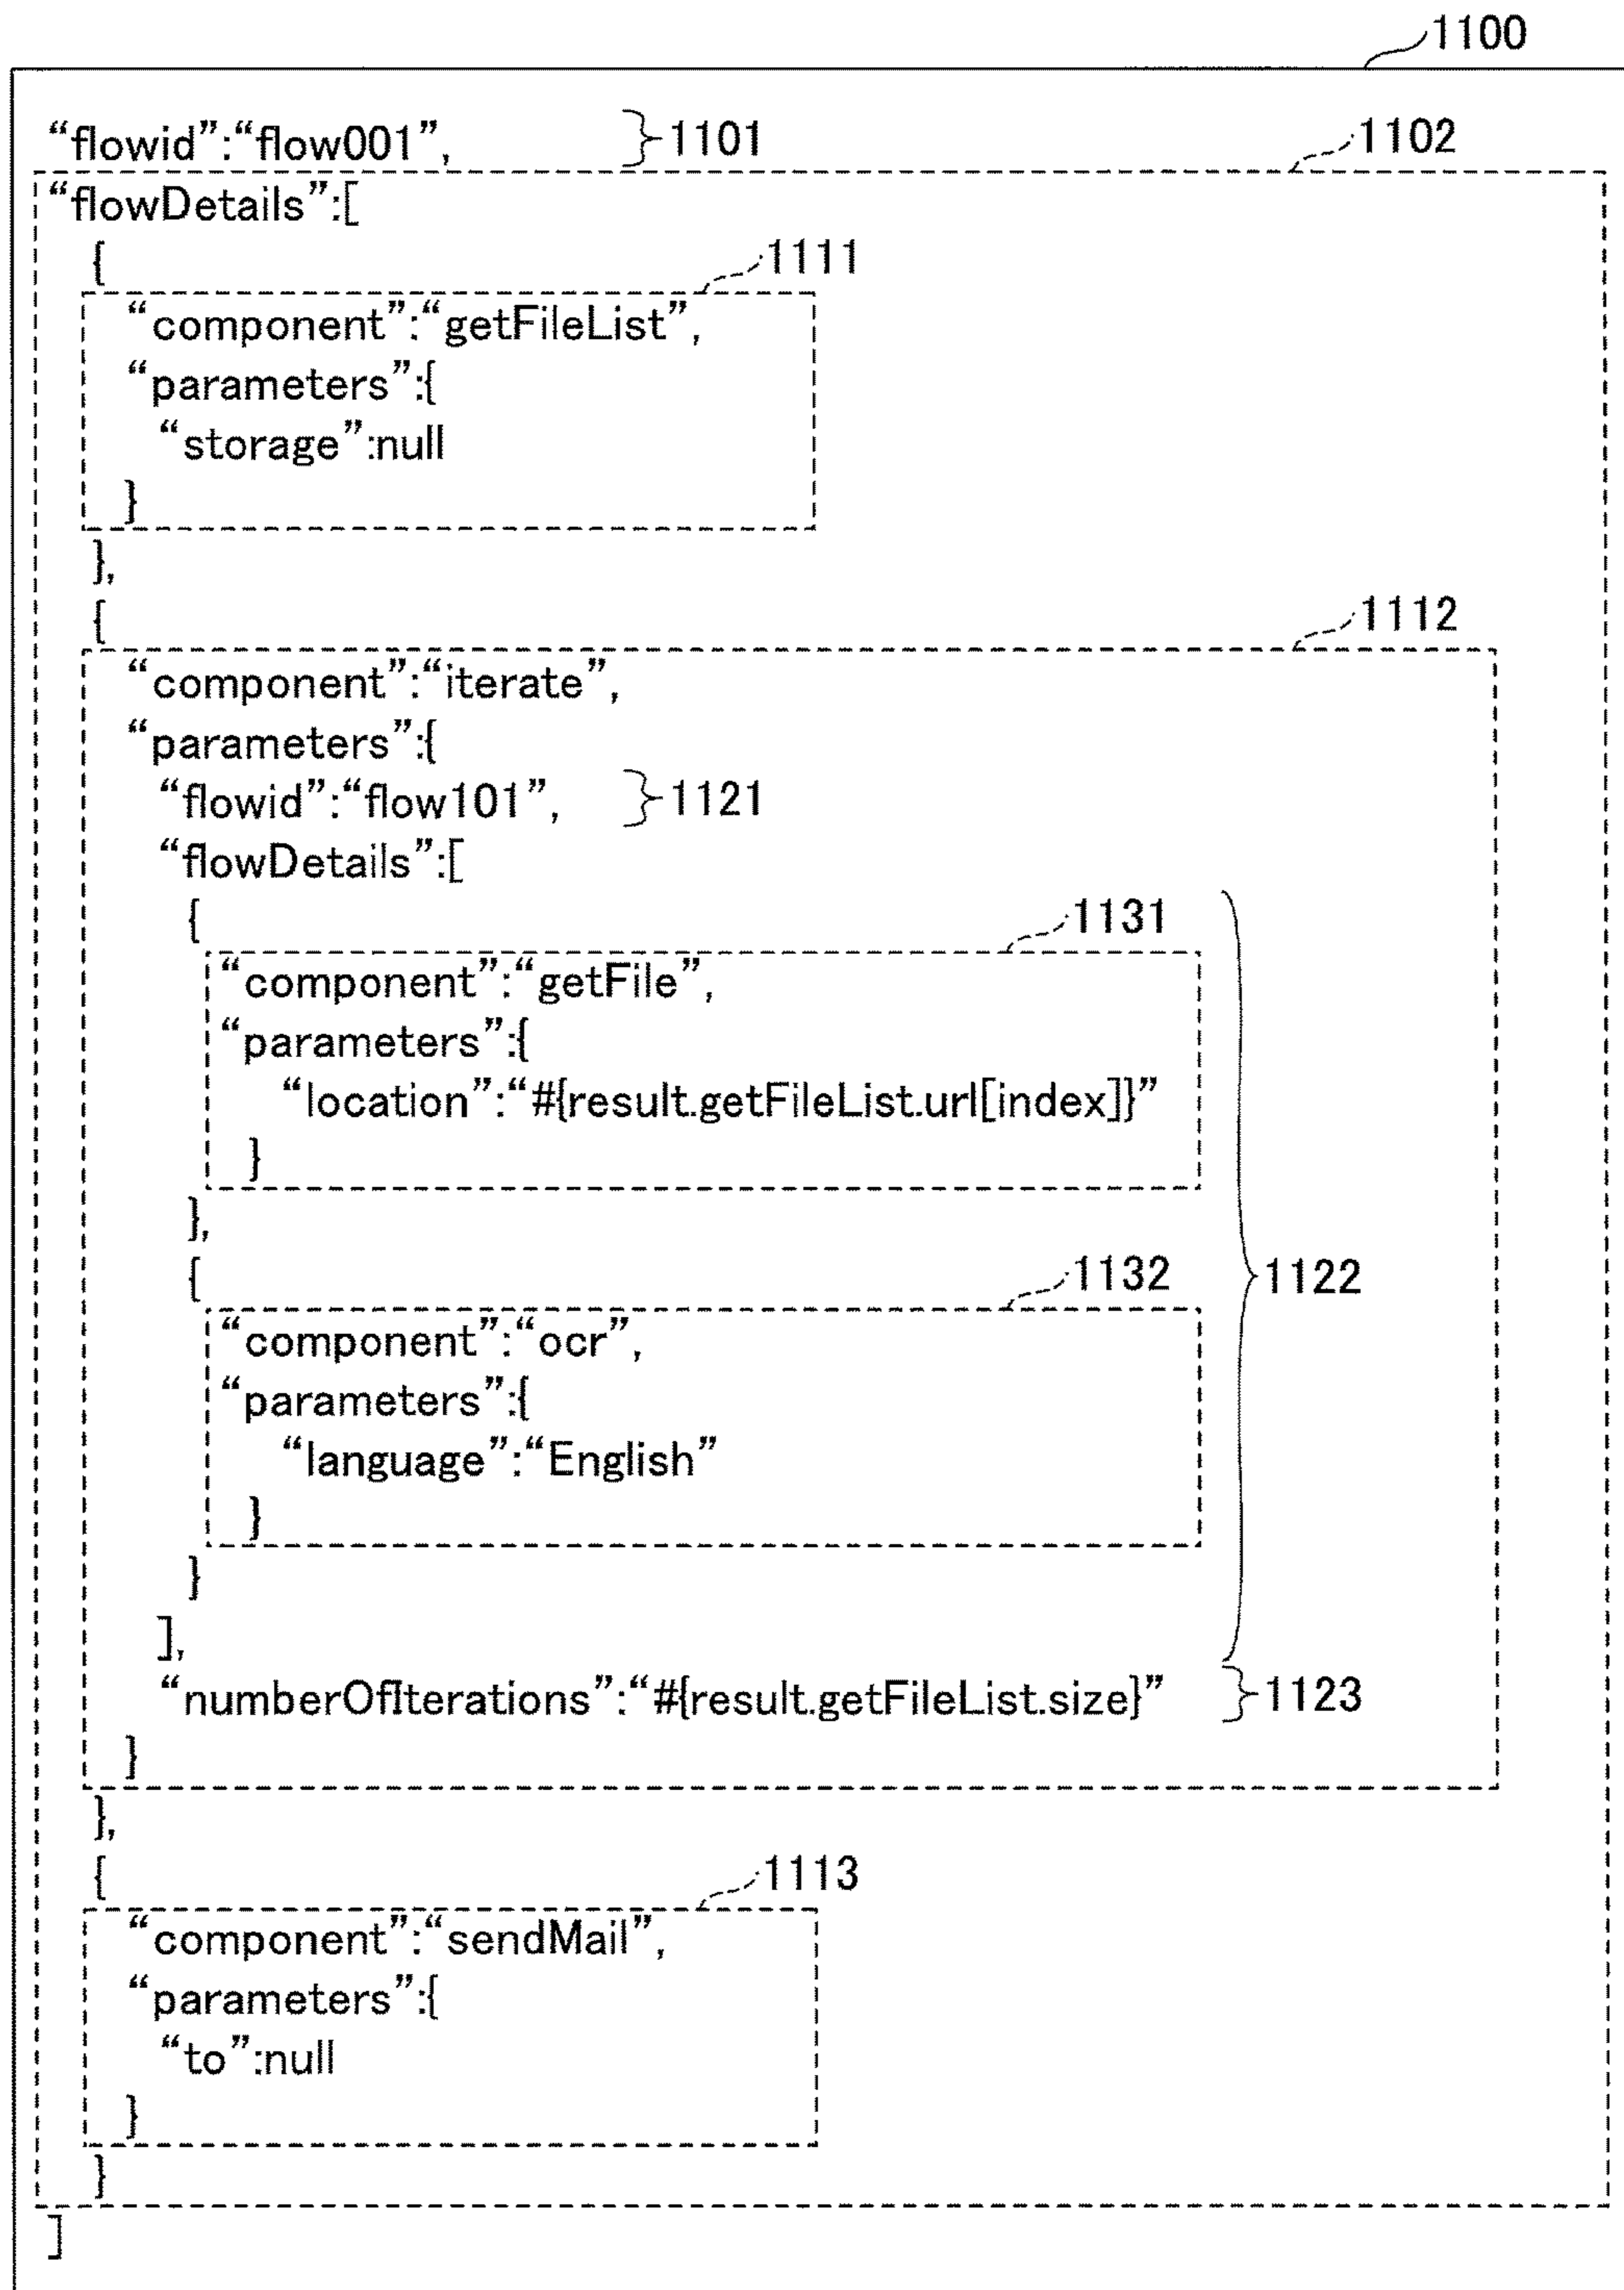 1100
“flowid”:“flow001”, 1101
1102
“flowDetails”:[
{
1111
“component”:“getFileList”,
“parameters”:{
“storage”:null
}
},
{
1112
“component”:“iterate”,
“parameters”:{
“flowid”:“flow101”, 1121
“flowDetails”:[
{
1131
“component”:“getFile”,
“parameters”:{
“location”:“#{result.getFileList.url[index]}”
}
},
{
1132
1122
“component”:“ocr”,
“parameters”:{
“language”:“English”
}
}
],
“numberOfIterations”:“#{result.getFileList.size}” 1123
}
},
{
1113
“component”:“sendMail”,
“parameters”:{
“to”:null
}
}
]